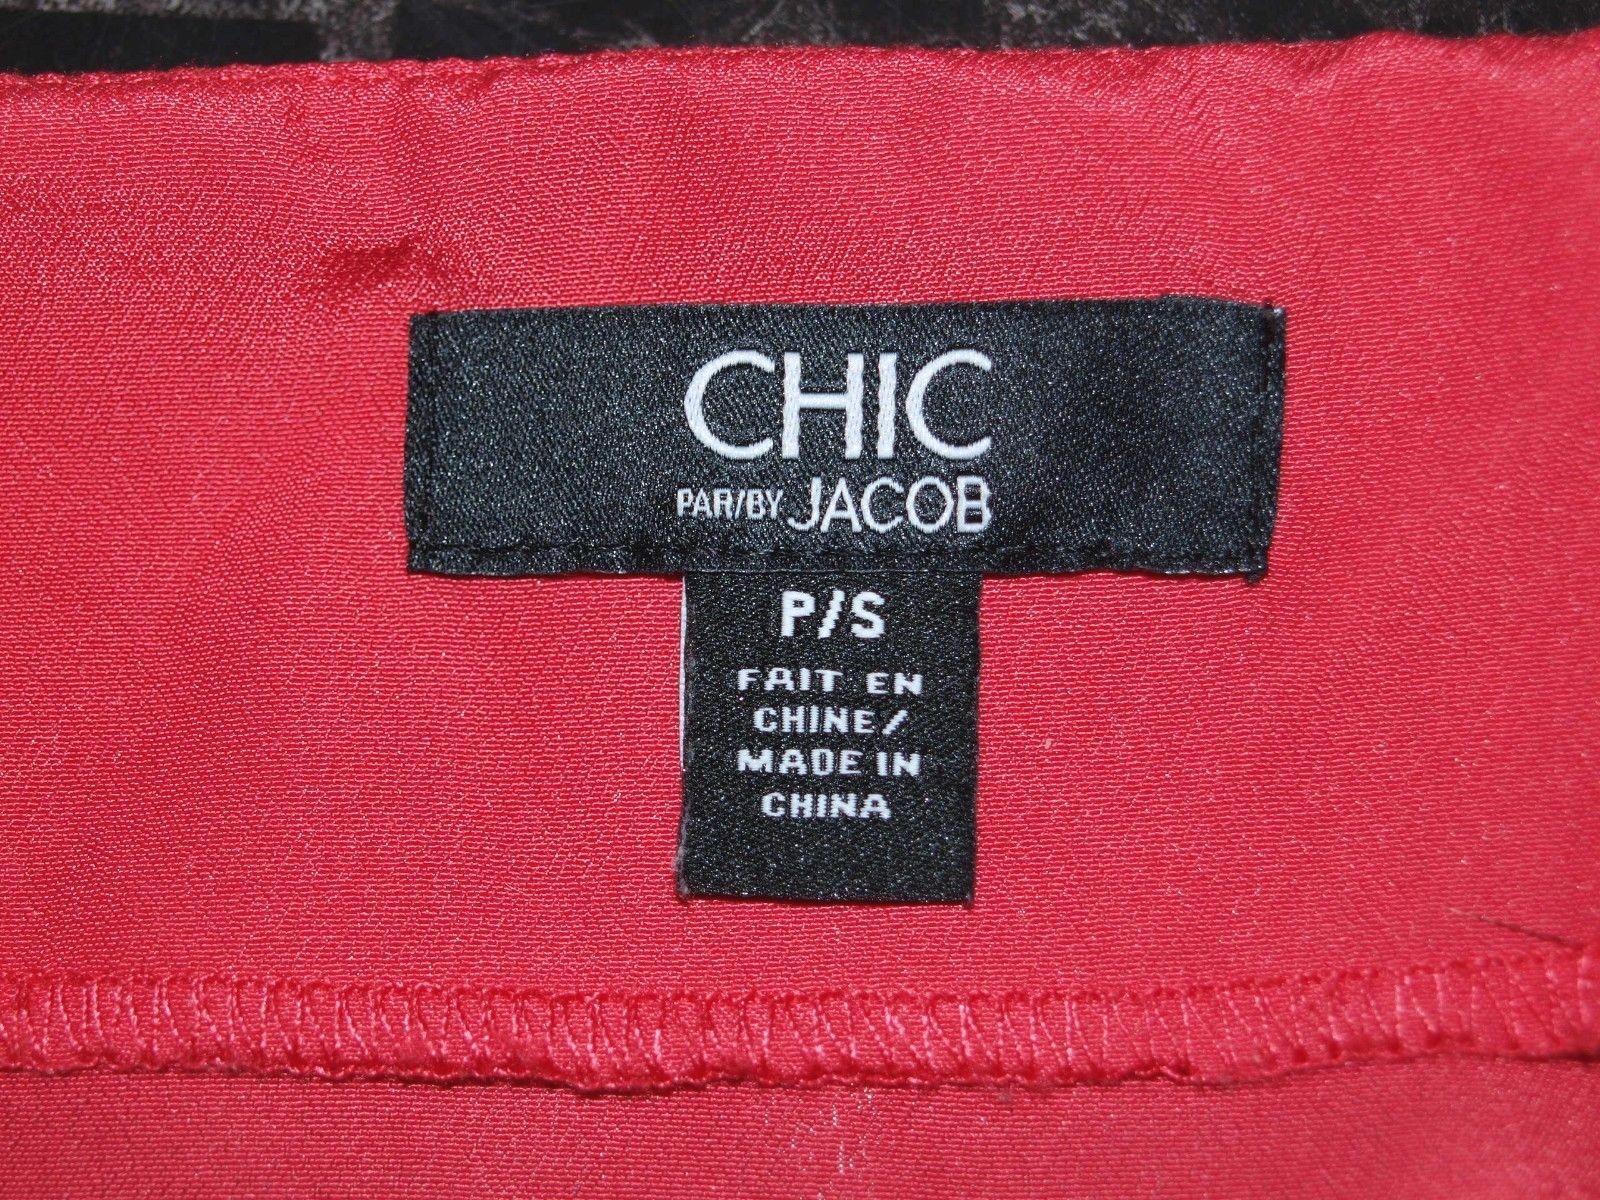 CHIC
PAR/BY JACOB
P/S
FAIT EN
CHINE/
MADE IN
CHINA